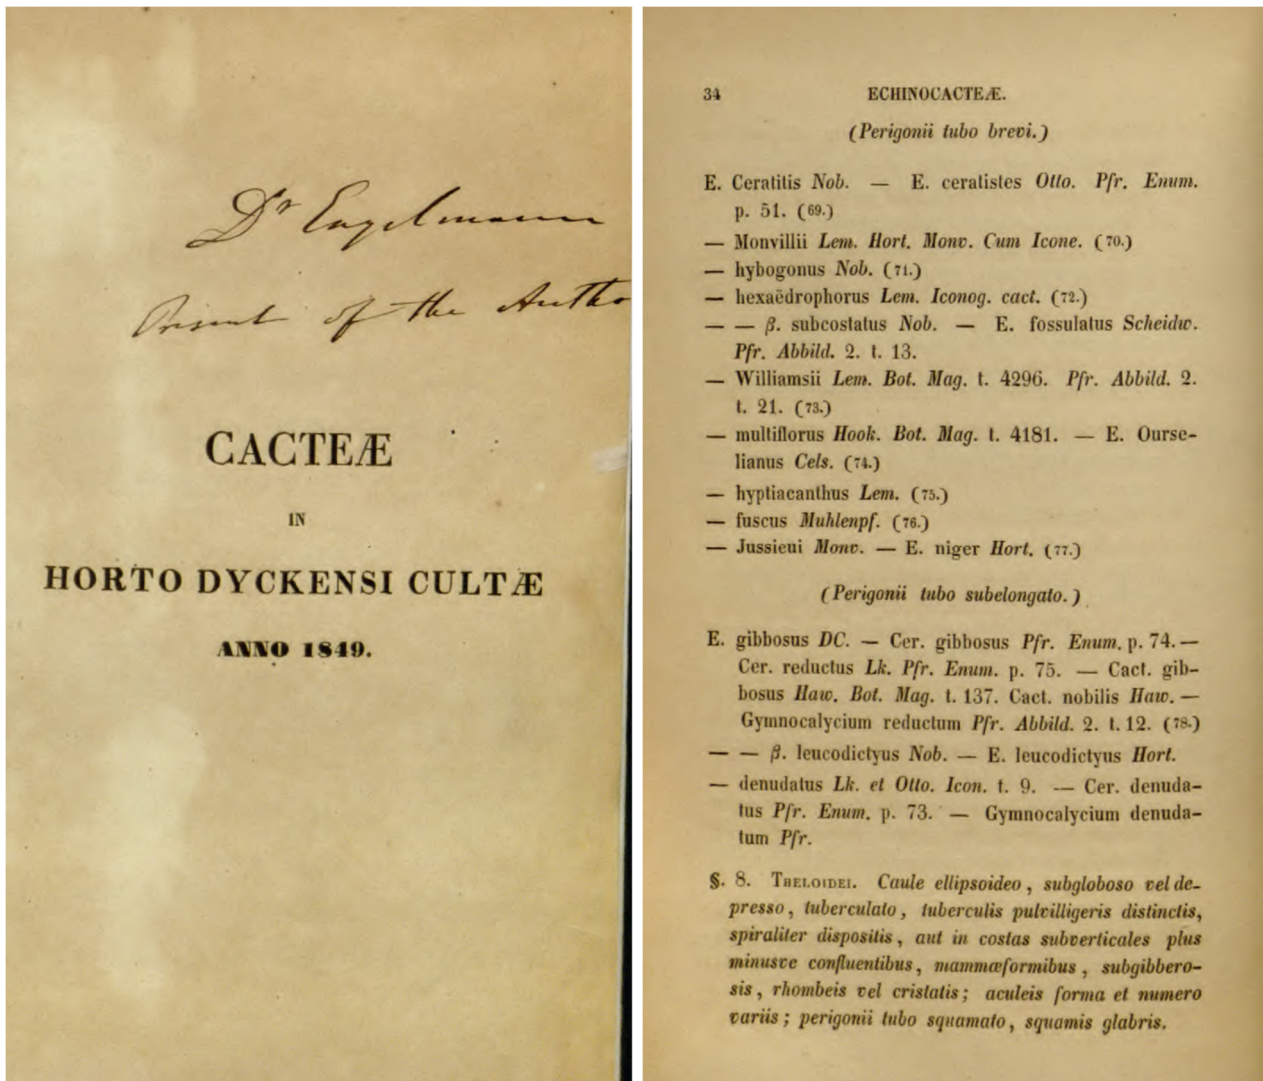 Dr Engelmann
Present of the Autho
CACTEÆ
IN
HORTO DYCKENSI CULTÆ
ANNO 1849.
34 ECHINOCACTEÆ.
(Perigonii tubo brevi.)
E. Ceratitis Nob. — E. ceratistes Otto. Pfr. Enum.
p. 51. (69.)
— Monvillii Lem. Hort. Monv. Cum Icone. (70.)
— hybogonus Nob. (71.)
— hexaëdrophorus Lem. Iconog. cact. (72.)
— — β. subcostatus Nob. — E. fossulatus Scheidw.
Pfr. Abbild. 2. t. 13.
— Williamsii Lem. Bot. Mag. t. 4296. Pfr. Abbild. 2.
t. 21. (73.)
— multiflorus Hook. Bot. Mag. t. 4181. — E. Ourse-
lianus Cels. (74.)
— hyptiacanthus Lem. (75.)
— fuscus Muhlenpf. (76.)
— Jussieui Monv. — E. niger Hort. (77.)
(Perigonii tubo subelongato.)
E. gibbosus DC. — Cer. gibbosus Pfr. Enum. p. 74. —
Cer. reductus Lk. Pfr. Enum. p. 75. — Cact. gib-
bosus Haw. Bot. Mag. t. 137. Cact. nobilis Haw. —
Gymnocalycium reductum Pfr. Abbild. 2. t. 12. (78.)
— — β. leucodictyus Nob. — E. leucodictyus Hort.
— denudatus Lk. et Otto. Icon. t. 9. — Cer. denuda-
tus Pfr. Enum. p. 73. — Gymnocalycium denuda-
tum Pfr.
§. 8. THELOIDEI. Caule ellipsoideo, subgloboso vel de-
presso, tuberculato, tuberculis pulvilligeris distinctis,
spiraliter dispositis, aut in costas subverticales plus
minusve confluentibus, mammæformibus, subgibbero-
sis, rhombeis vel cristatis; aculeis forma et numero
variis; perigonii tubo squamato, squamis glabris.